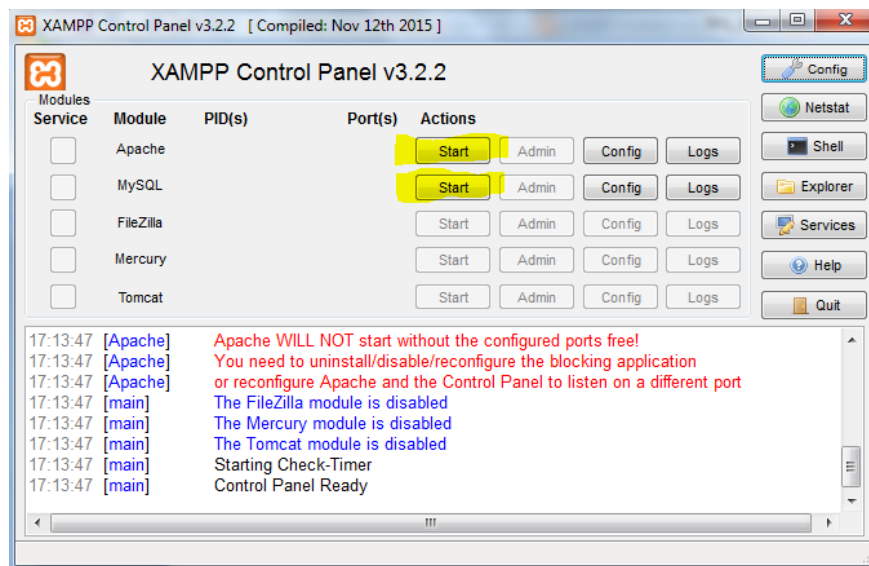 XAMPP Control Panel v3.2.2 [ Compiled: Nov 12th 2015 ]
XAMPP Control Panel v3.2.2
Config
Modules
Service Module PID(s) Port(s) Actions
Netstat
Apache Start Admin Config Logs
Shell
MySQL Start Admin Config Logs
Explorer
FileZilla Start Admin Config Logs
Services
Mercury Start Admin Config Logs
Help
Tomcat Start Admin Config Logs
Quit
17:13:47 [Apache] Apache WILL NOT start without the configured ports free!
17:13:47 [Apache] You need to uninstall/disable/reconfigure the blocking application
17:13:47 [Apache] or reconfigure Apache and the Control Panel to listen on a different port
17:13:47 [main] The FileZilla module is disabled
17:13:47 [main] The Mercury module is disabled
17:13:47 [main] The Tomcat module is disabled
17:13:47 [main] Starting Check-Timer
17:13:47 [main] Control Panel Ready